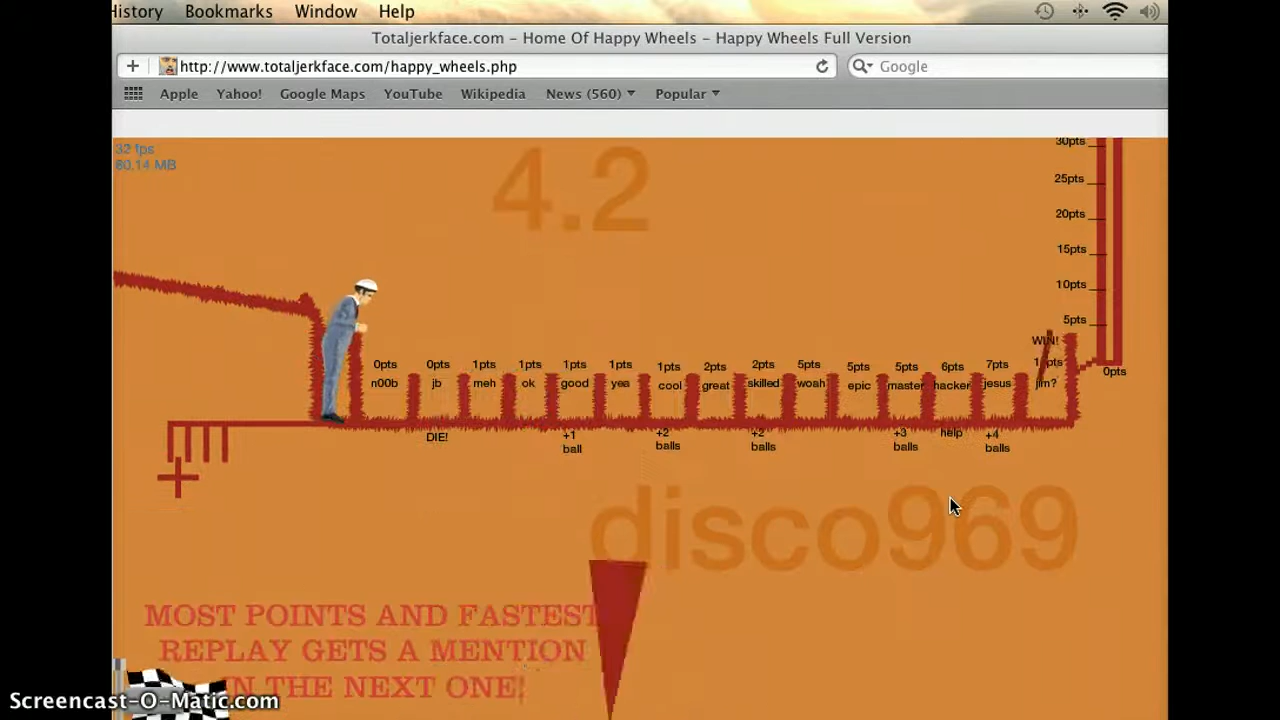 History Bookmarks Window Help
Totaljerkface.com – Home Of Happy Wheels – Happy Wheels Full Version
http://www.totaljerkface.com/happy_wheels.php
Google
Apple Yahoo! Google Maps YouTube Wikipedia News (560) Popular
32 fps
80.14 MB
4.2
30pts
25pts
20pts
15pts
10pts
5pts
WIN!
0pts 0pts 1pts 1pts 1pts 1pts 1pts 2pts 2pts 5pts 5pts 5pts 6pts 7pts 0pts
n00b jb meh ok good yea cool great skilled woah epic master hacker jesus jim?
DIE! +1 ball +2 balls +2 balls +3 balls help +4 balls
disco969
MOST POINTS AND FASTEST
REPLAY GETS A MENTION
IN THE NEXT ONE!
Screencast-O-Matic.com